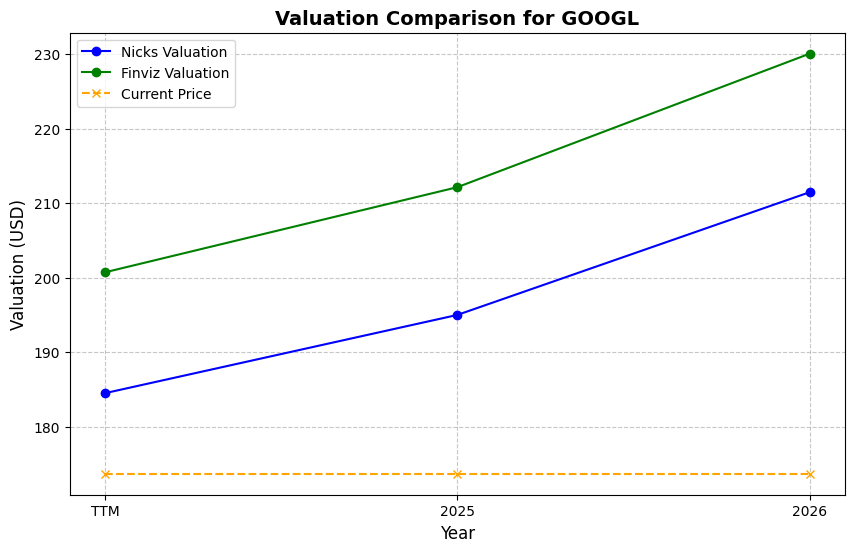 Valuation Comparison for GOOGL
Nicks Valuation
Finviz Valuation
Current Price
230
220
210
200
190
180
Valuation (USD)
TTM 2025 2026
Year